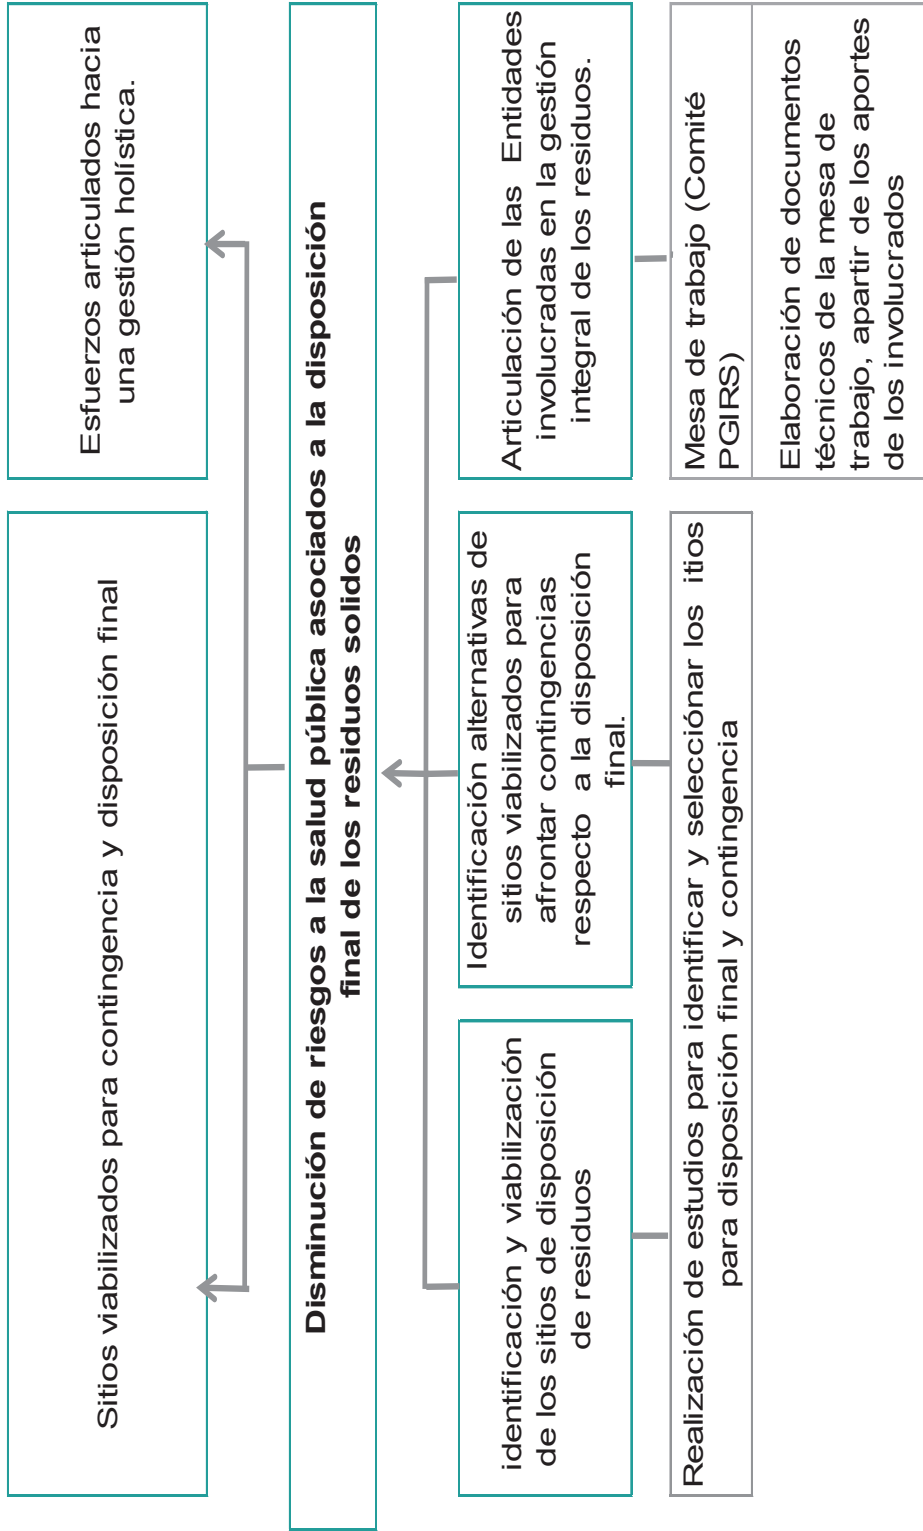 Sitios viabilizados para contingencia y disposición final
Esfuerzos articulados hacia
una gestión holística.
Disminución de riesgos a la salud pública asociados a la disposición
final de los residuos solidos
identificación y viabilización
de los sitios de disposición
de residuos
Identificación alternativas de
sitios viabilizados para
afrontar contingencias
respecto a la disposición
final.
Articulación de las Entidades
involucradas en la gestión
integral de los residuos.
Realización de estudios para identificar y seleccionár los itios
para disposición final y contingencia
Mesa de trabajo (Comité
PGIRS)
Elaboración de documentos
técnicos de la mesa de
trabajo, apartir de los aportes
de los involucrados